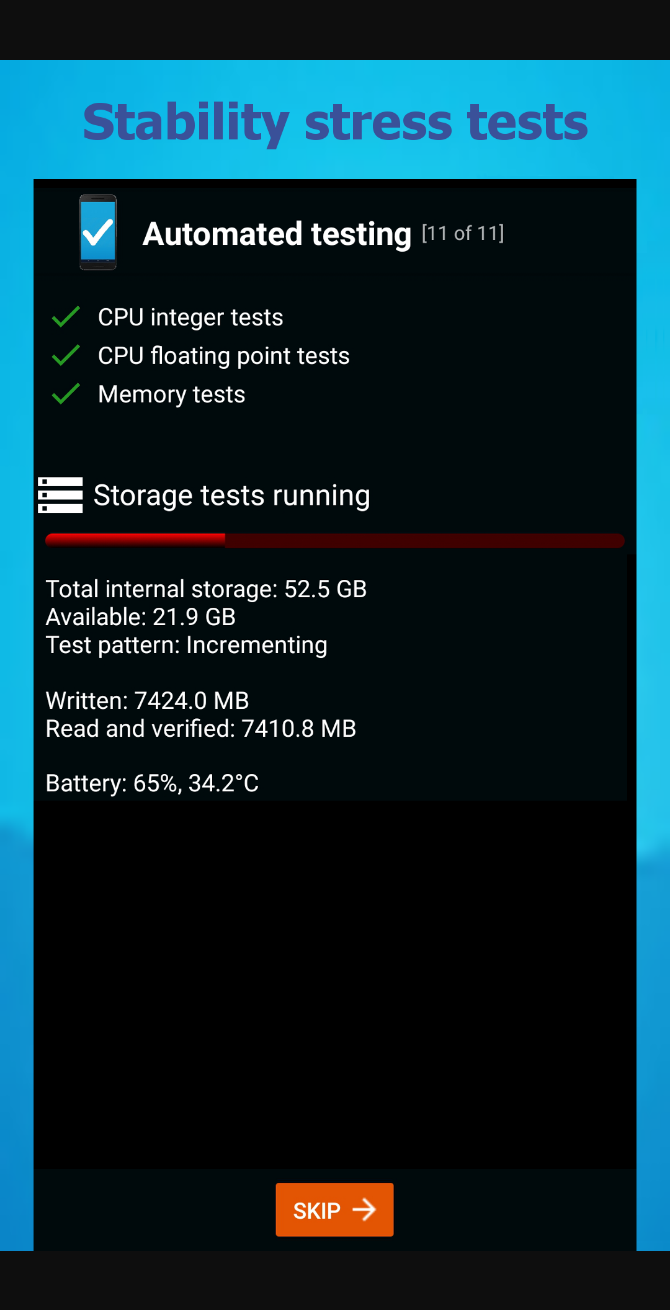 Stability stress tests
Automated testing [11 of 11]
CPU integer tests
CPU floating point tests
Memory tests
Storage tests running
Total internal storage: 52.5 GB
Available: 21.9 GB
Test pattern: Incrementing
Written: 7424.0 MB
Read and verified: 7410.8 MB
Battery: 65%, 34.2°C
SKIP